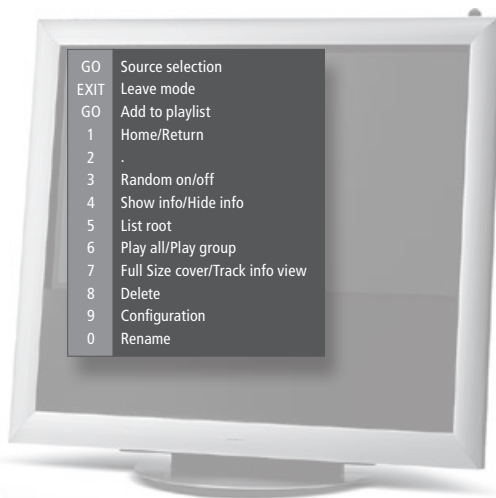 GO Source selection
EXIT Leave mode
GO Add to playlist
1 Home/Return
2 .
3 Random on/off
4 Show info/Hide info
5 List root
6 Play all/Play group
7 Full Size cover/Track info view
8 Delete
9 Configuration
0 Rename